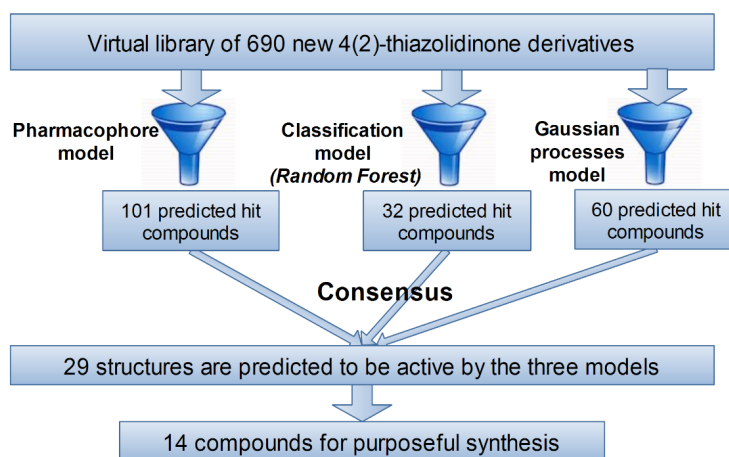 Virtual library of 690 new 4(2)-thiazolidinone derivatives
Pharmacophore
model
Classification
model
(Random Forest)
Gaussian
processes
model
101 predicted hit
compounds
32 predicted hit
compounds
60 predicted hit
compounds
Consensus
29 structures are predicted to be active by the three models
14 compounds for purposeful synthesis